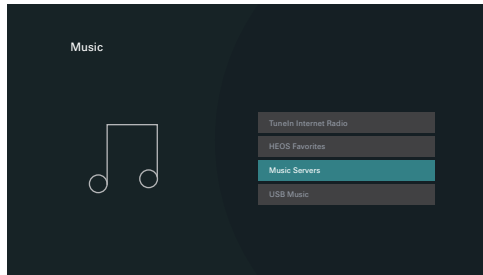 Music
TuneIn Internet Radio
HEOS Favorites
Music Servers
USB Music